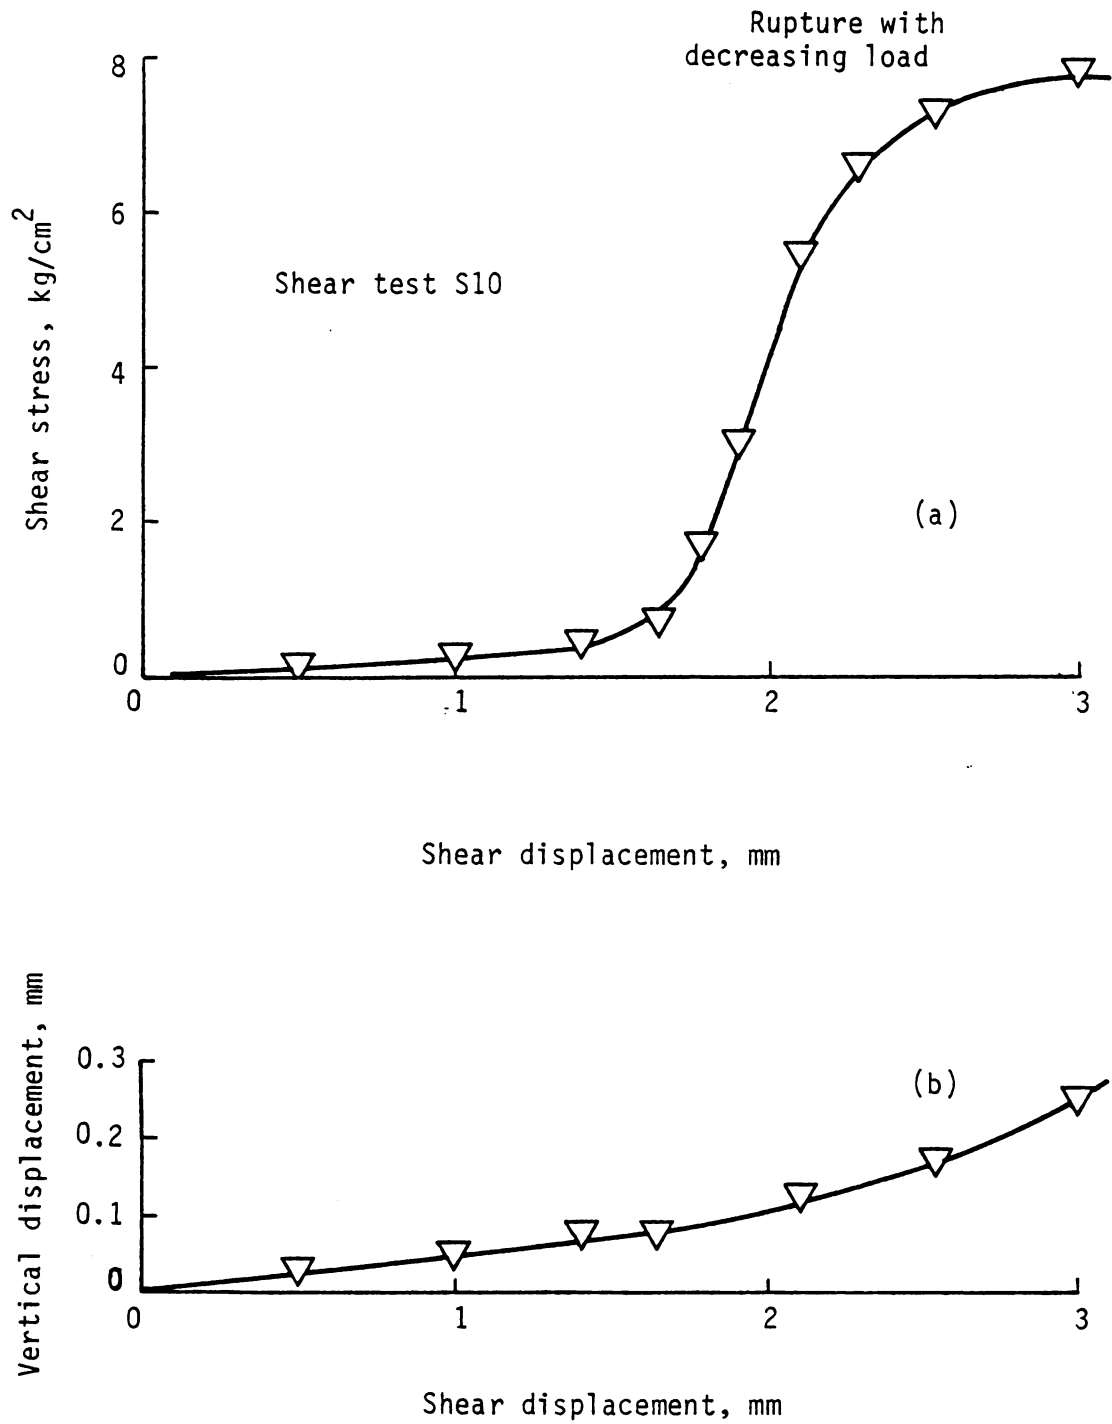 Rupture with
decreasing load
8
6
4
2
0
Shear stress, kg/cm²
Shear test S10
(a)
0 1 2 3
Shear displacement, mm
Vertical displacement, mm
0.3
0.2
0.1
0
(b)
0 1 2 3
Shear displacement, mm